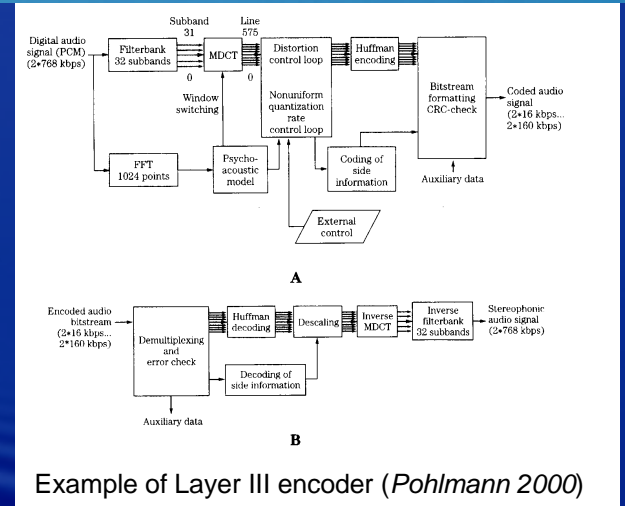 Subband
31
Line
575
Digital audio
signal (PCM)
(2*768 kbps)
Filterbank
32 subbands
0
MDCT
0
Distortion
control loop
Nonuniform
quantization
rate
control loop
Huffman
encoding
Bitstream
formatting
CRC-check
Coded audio
signal
(2*16 kbps...
2*160 kbps)
Window
switching
FFT
1024 points
Psycho-
acoustic
model
Coding of
side
information
Auxiliary data
External
control
A
Encoded audio
bitstream
(2*16 kbps...
2*160 kbps)
Demultiplexing
and
error check
Huffman
decoding
Descaling
Inverse
MDCT
Inverse
filterbank
32 subbands
Stereophonic
audio signal
(2*768 kbps)
Decoding of
side information
Auxiliary data
B
Example of Layer III encoder (Pohlmann 2000)